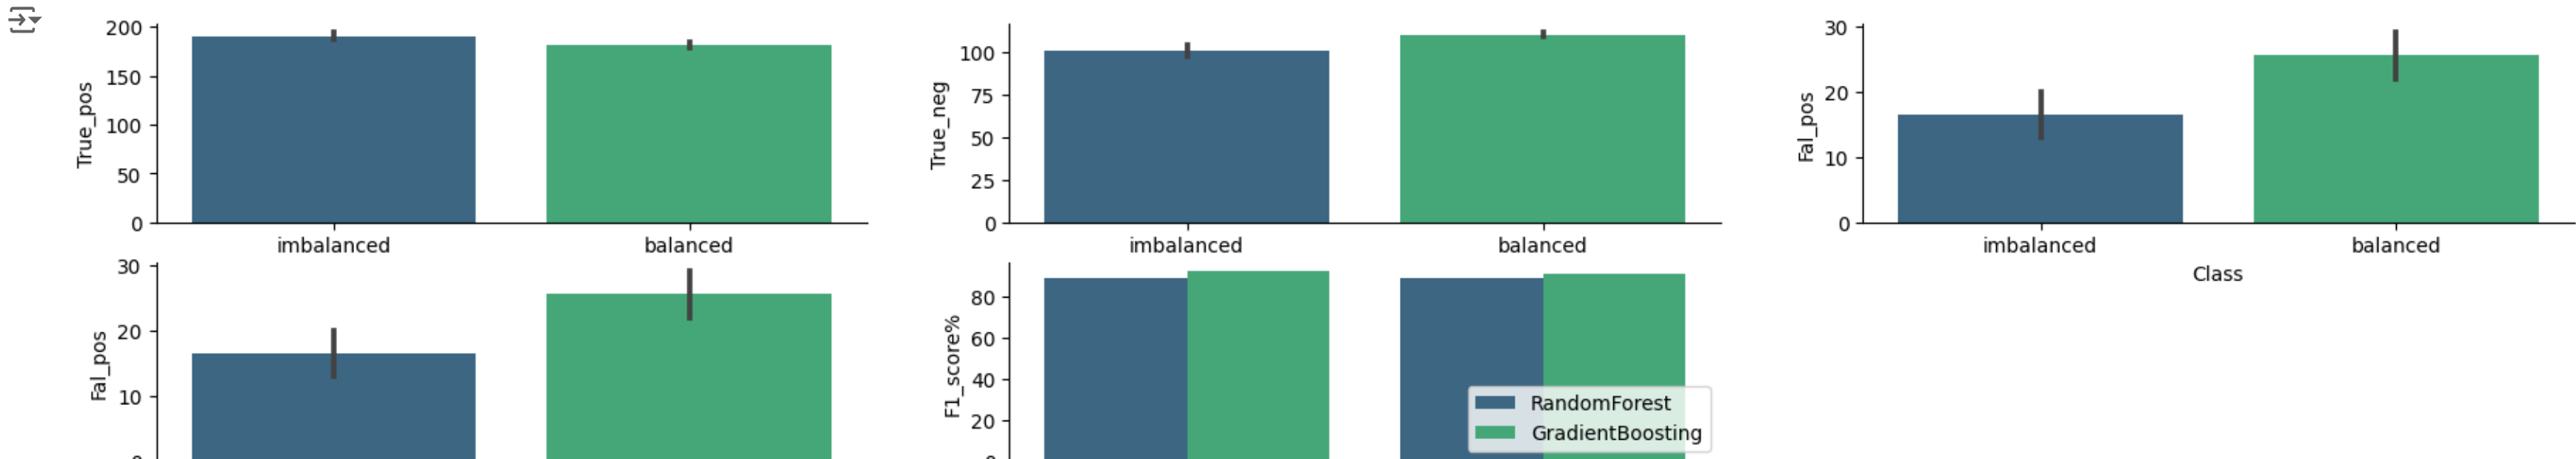 200
150
100
50
0
True_pos
imbalanced
balanced
100
75
50
25
0
True_neg
imbalanced
balanced
30
20
10
0
Fal_pos
imbalanced
balanced
Class
30
20
10
Fal_pos
80
60
40
20
F1_score%
RandomForest
GradientBoosting